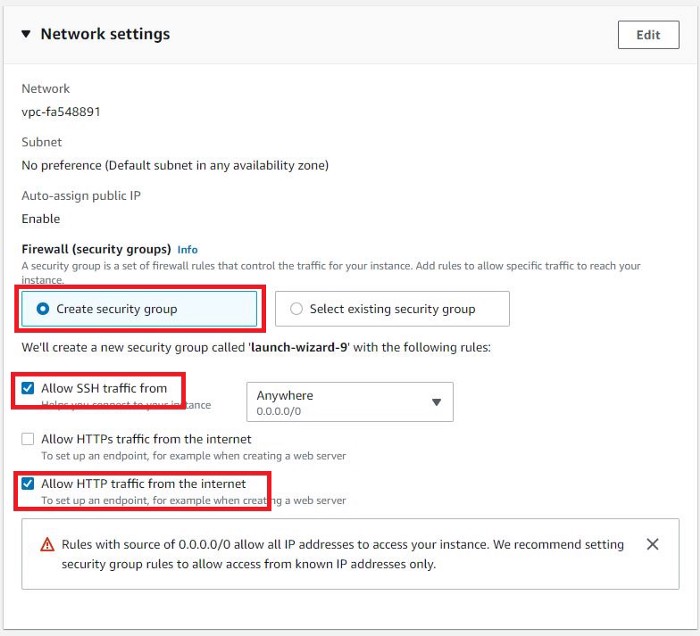 Network settings
Edit
Network
vpc-fa548891
Subnet
No preference (Default subnet in any availability zone)
Auto-assign public IP
Enable
Firewall (security groups) Info
A security group is a set of firewall rules that control the traffic for your instance. Add rules to allow specific traffic to reach your
instance.
Create security group
Select existing security group
We'll create a new security group called 'launch-wizard-9' with the following rules:
Allow SSH traffic from
Helps you connect to your instance
Anywhere
0.0.0.0/0
Allow HTTPs traffic from the internet
To set up an endpoint, for example when creating a web server
Allow HTTP traffic from the internet
To set up an endpoint, for example when creating a web server
Rules with source of 0.0.0.0/0 allow all IP addresses to access your instance. We recommend setting
security group rules to allow access from known IP addresses only.